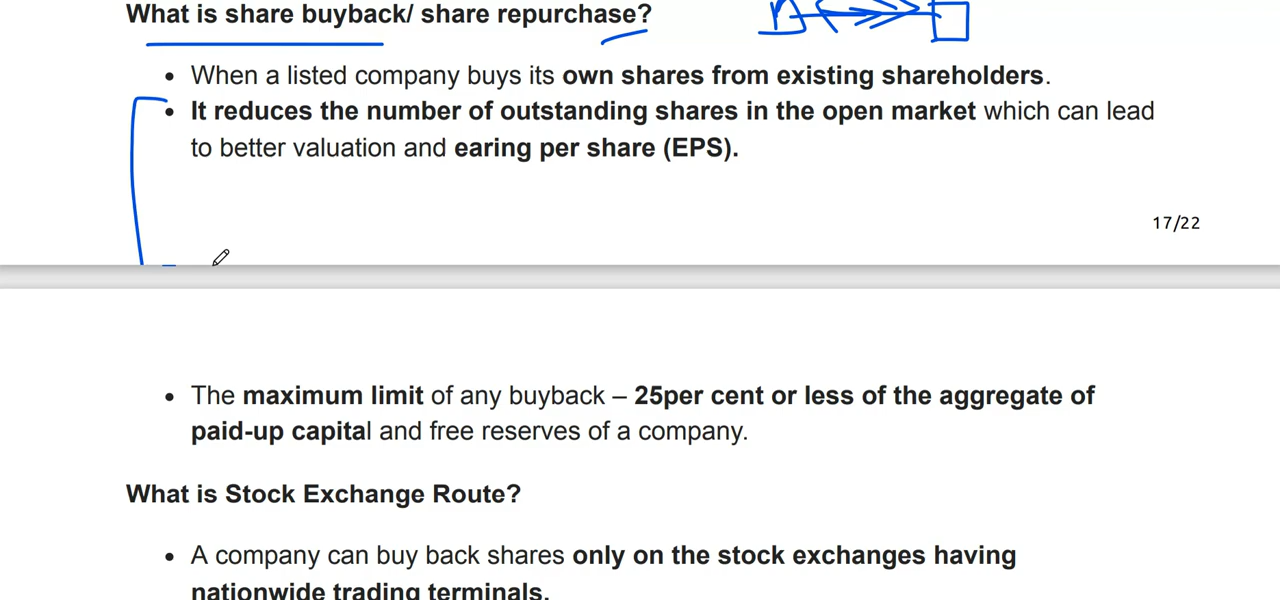 What is share buyback/ share repurchase?
• When a listed company buys its own shares from existing shareholders.
• It reduces the number of outstanding shares in the open market which can lead
to better valuation and earing per share (EPS).
17/22
• The maximum limit of any buyback – 25per cent or less of the aggregate of
paid-up capital and free reserves of a company.
What is Stock Exchange Route?
• A company can buy back shares only on the stock exchanges having
nationwide trading terminals.